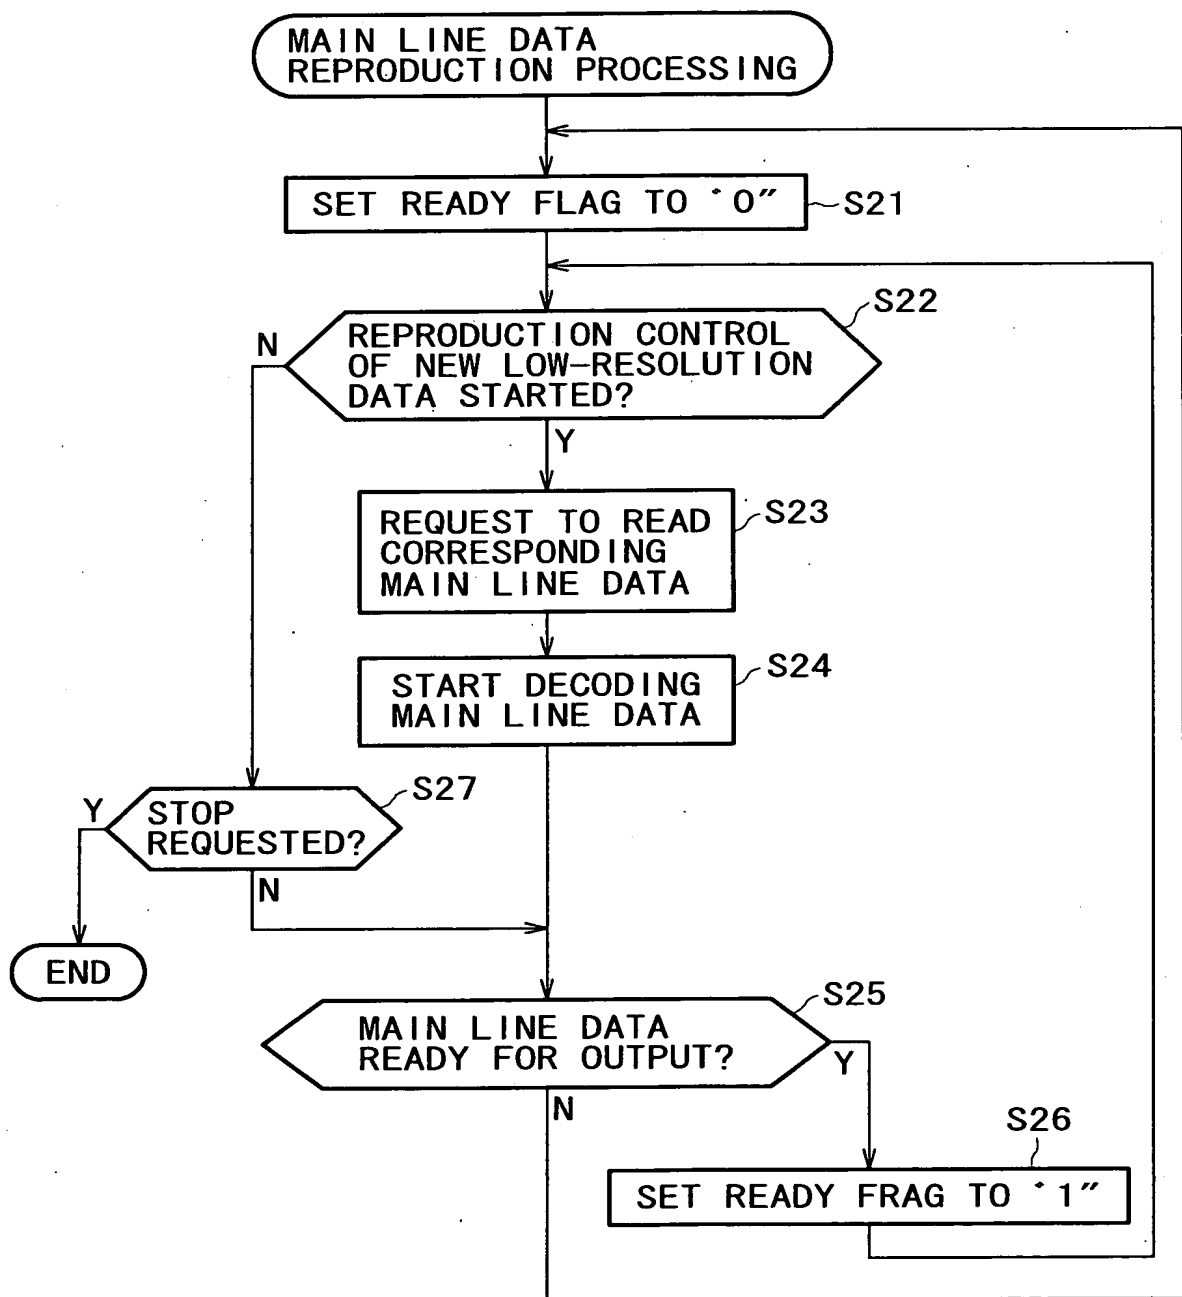 MAIN LINE DATA
REPRODUCTION PROCESSING
SET READY FLAG TO "0"
S21
S22
N
REPRODUCTION CONTROL
OF NEW LOW-RESOLUTION
DATA STARTED?
Y
REQUEST TO READ
CORRESPONDING
MAIN LINE DATA
S23
START DECODING
MAIN LINE DATA
S24
S27
Y
STOP
REQUESTED?
N
END
S25
MAIN LINE DATA
READY FOR OUTPUT?
Y
N
S26
SET READY FRAG TO "1"